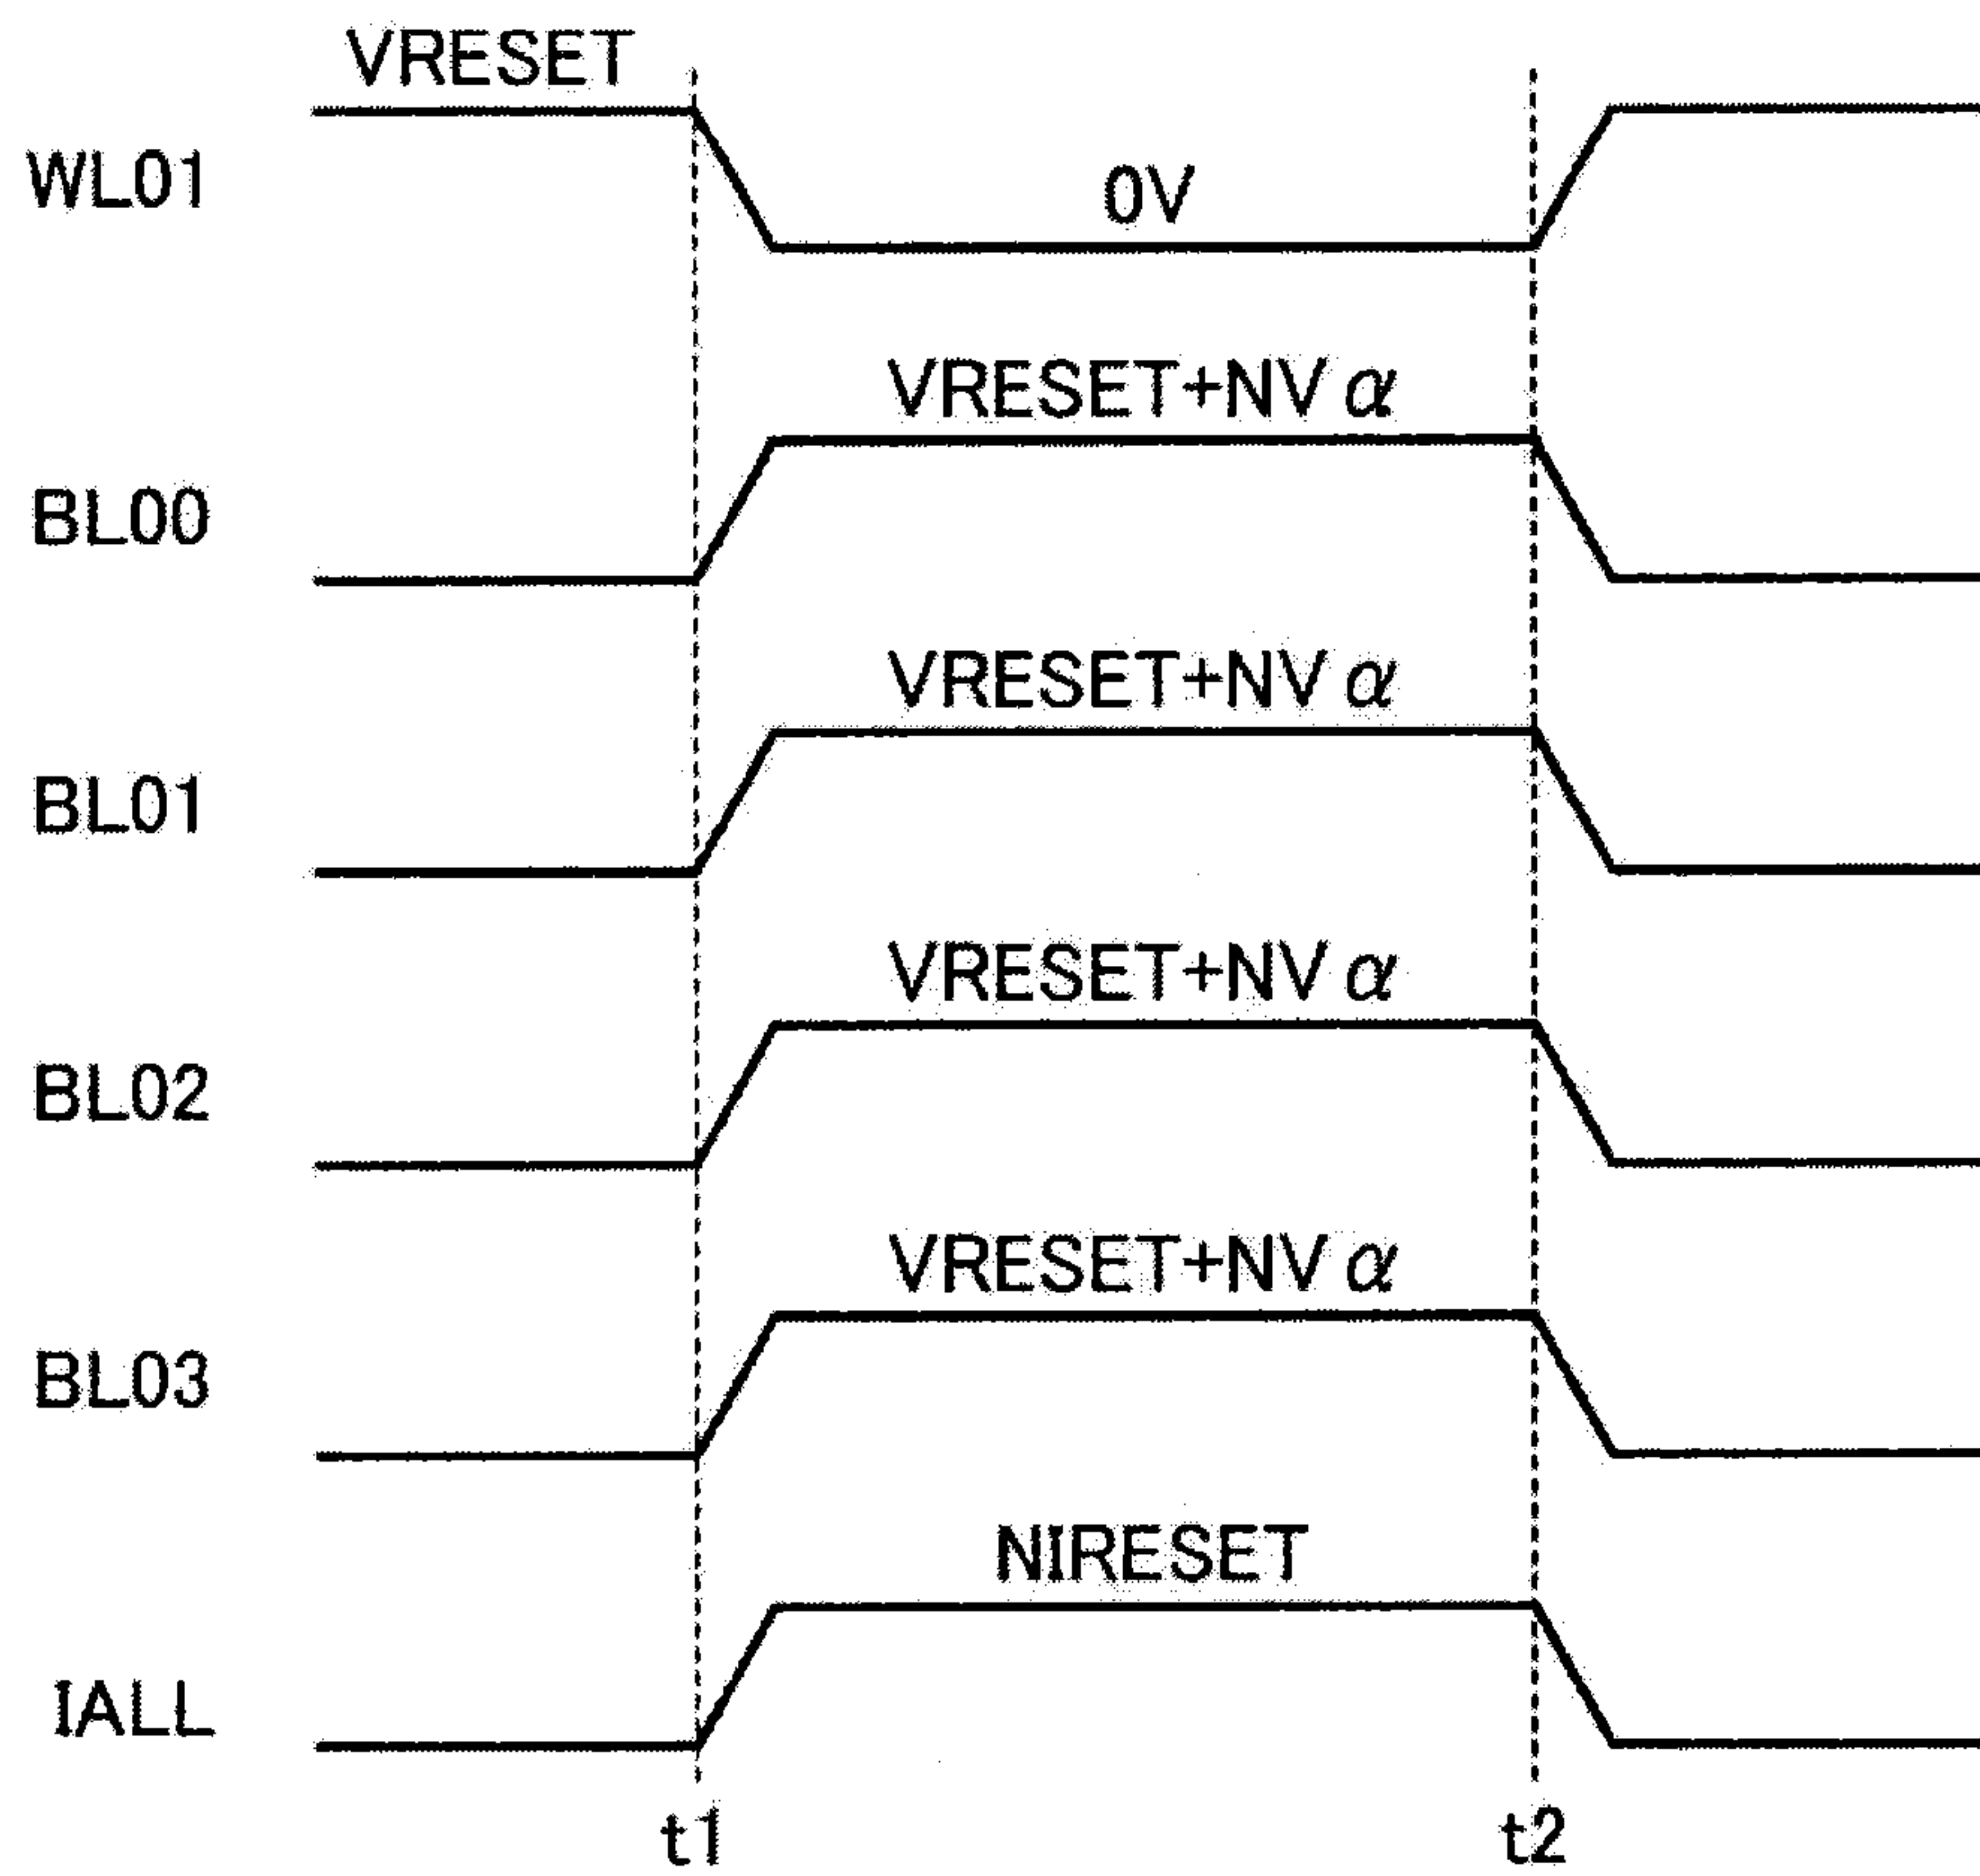 VRESET
WL01
0V
VRESET+NVα
BL00
VRESET+NVα
BL01
VRESET+NVα
BL02
VRESET+NVα
BL03
NIRESET
IALL
t1 t2